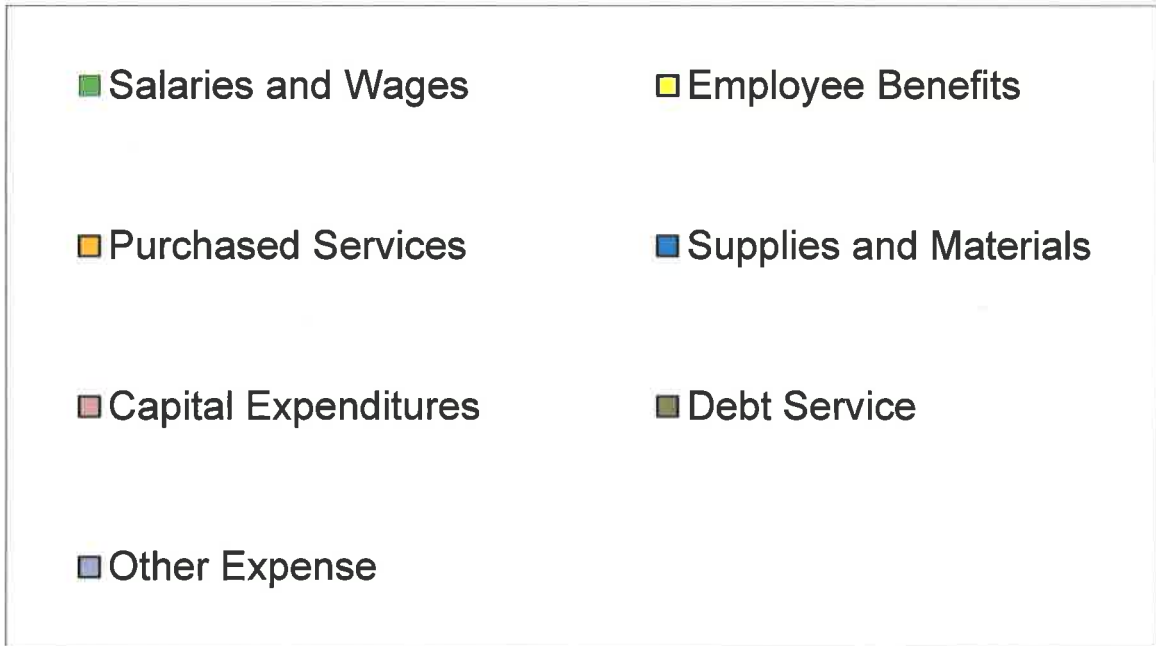 Salaries and Wages
Employee Benefits
Purchased Services
Supplies and Materials
Capital Expenditures
Debt Service
Other Expense